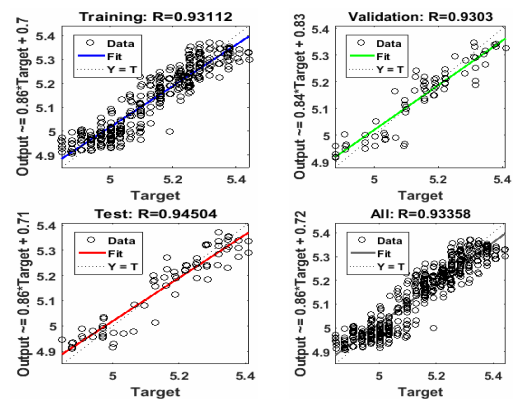 Training: R=0.93112
Output ~= 0.86*Target + 0.7
5.4
5.3
5.2
5.1
5
4.9
Data
Fit
Y = T
5
5.2
5.4
Target
Validation: R=0.9303
Output ~= 0.84*Target + 0.83
5.4
5.3
5.2
5.1
5
4.9
Data
Fit
Y = T
5
5.2
5.4
Target
Test: R=0.94504
Output ~= 0.86*Target + 0.71
5.4
5.3
5.2
5.1
5
4.9
Data
Fit
Y = T
5
5.2
5.4
Target
All: R=0.93358
Output ~= 0.86*Target + 0.72
5.4
5.3
5.2
5.1
5
4.9
Data
Fit
Y = T
5
5.2
5.4
Target